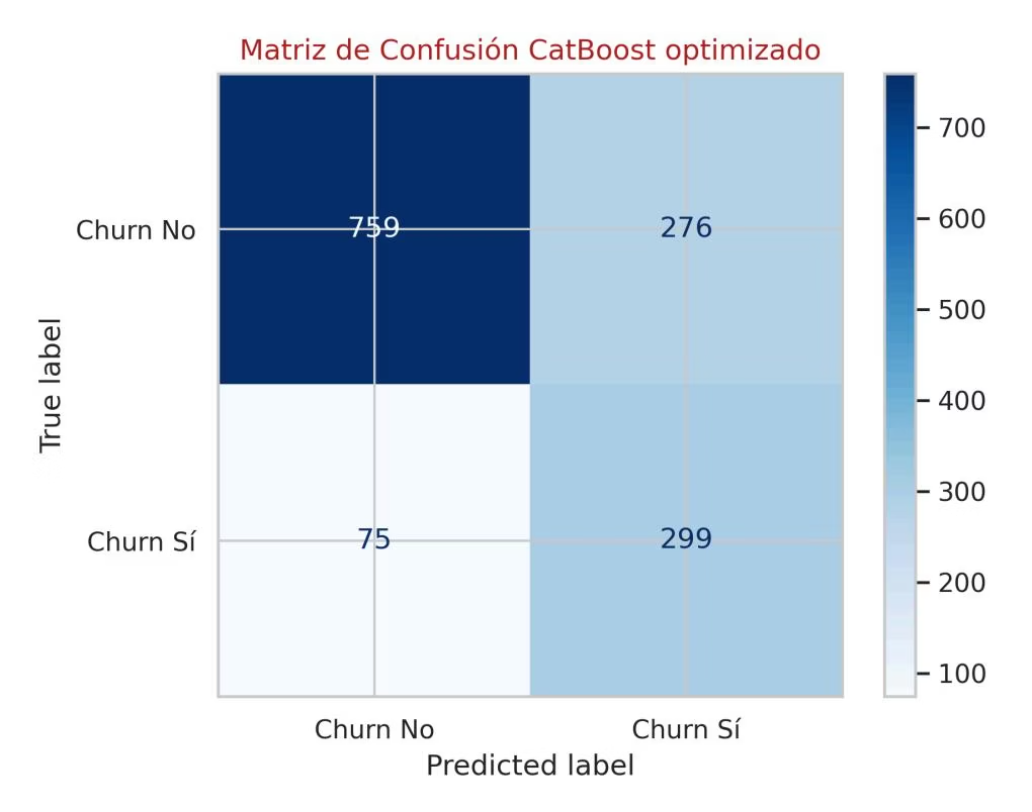 Matriz de Confusión CatBoost optimizado
700
600
500
400
300
200
100
True label
Churn No
759
276
Churn Sí
75
299
Churn No
Churn Sí
Predicted label